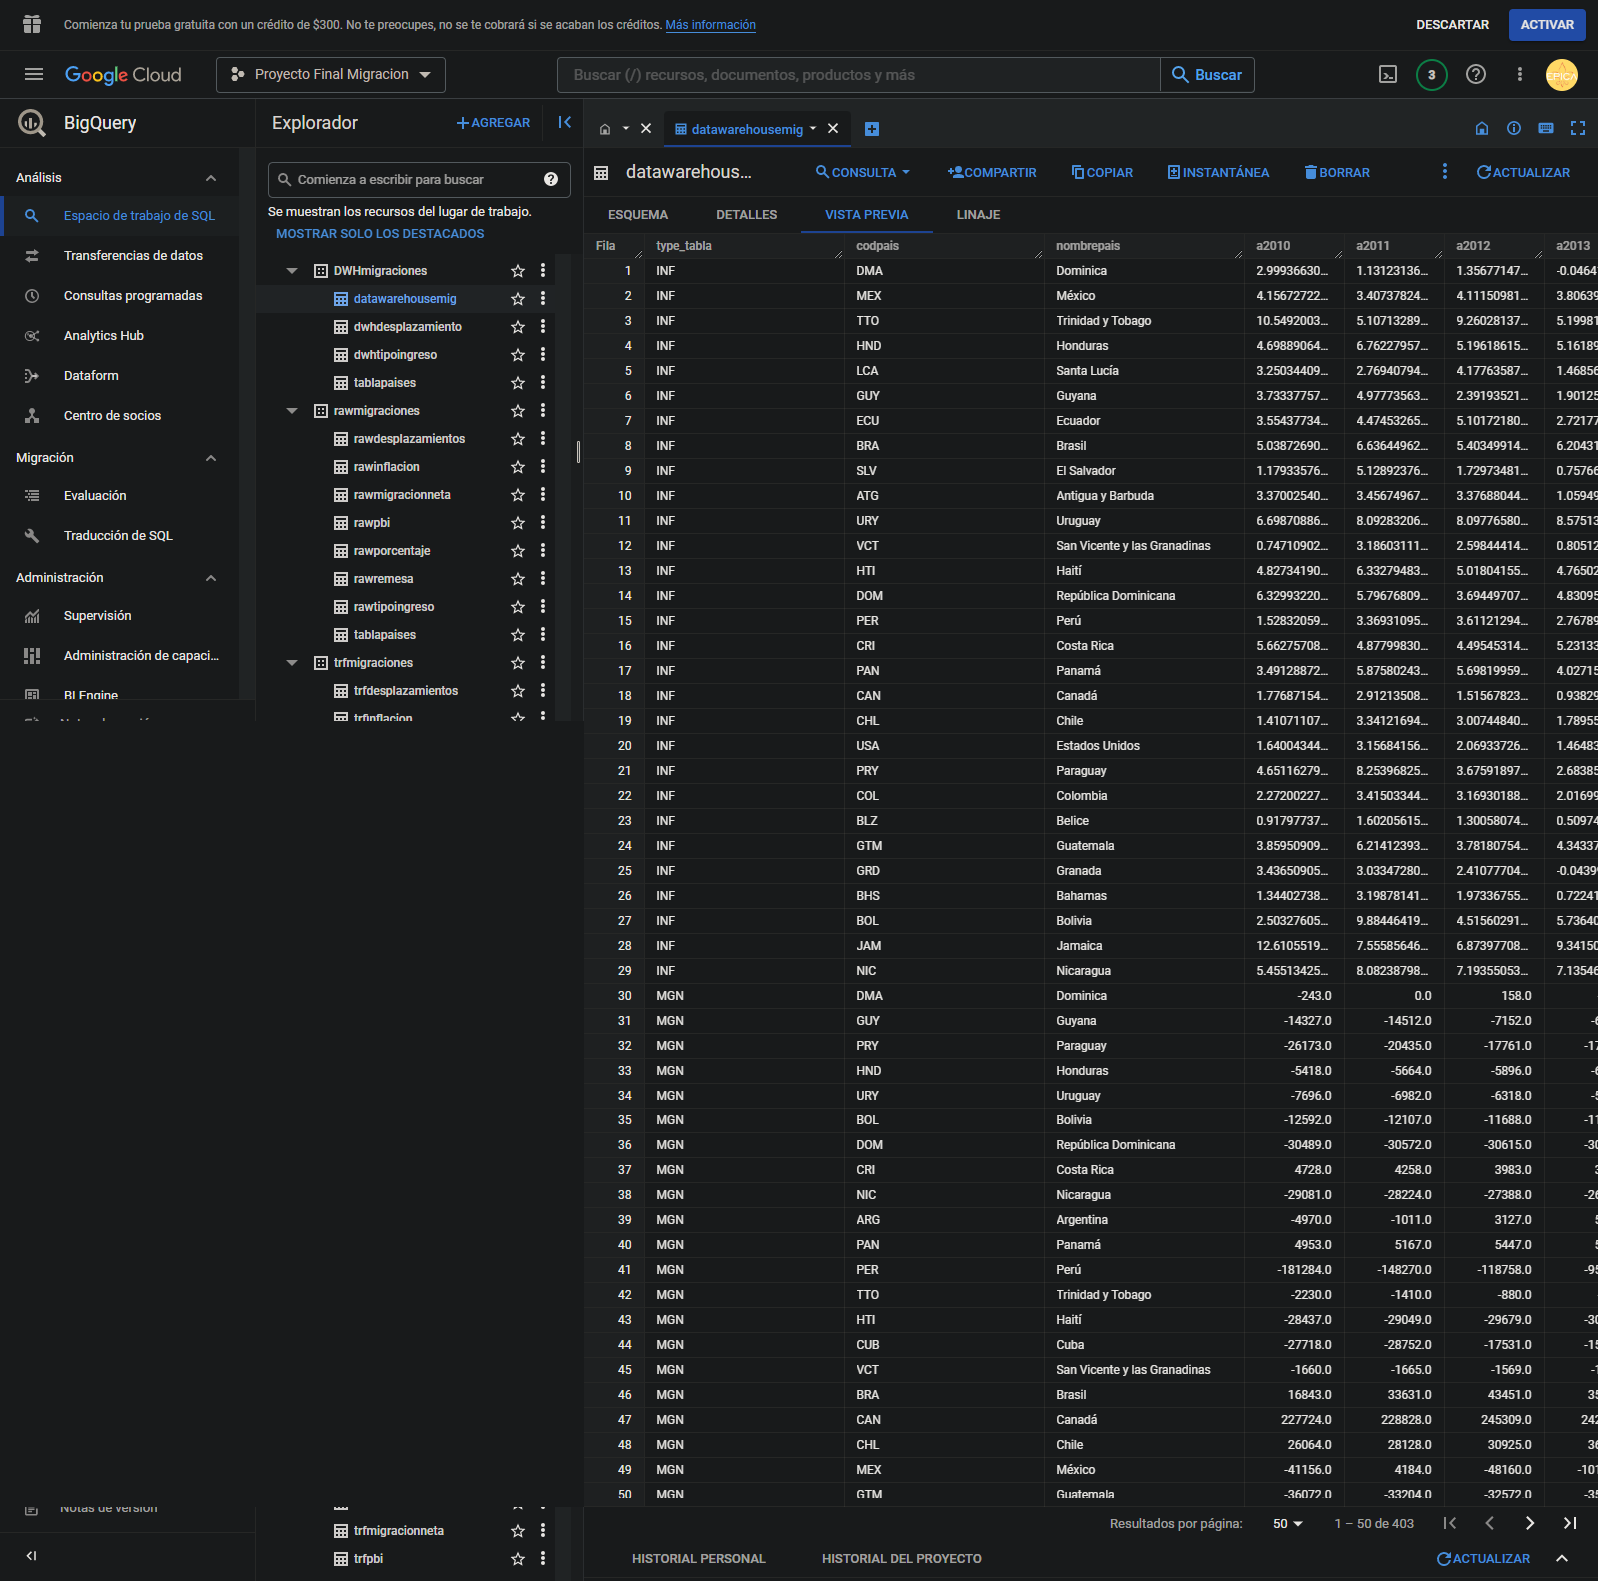 Comienza tu prueba gratuita con un crédito de $300. No te preocupes, no se te cobrará si se acaban los créditos. Más información
DESCARTAR
ACTIVAR
Google Cloud
Proyecto Final Migracion
Buscar (/) recursos, documentos, productos y más
Buscar
3
EPICA
BigQuery
Análisis
Espacio de trabajo de SQL
Transferencias de datos
Consultas programadas
Analytics Hub
Dataform
Centro de socios
Migración
Evaluación
Traducción de SQL
Administración
Supervisión
Administración de capaci...
BI Engine
Notas de versión
Explorador
AGREGAR
Comienza a escribir para buscar
Se muestran los recursos del lugar de trabajo.
MOSTRAR SOLO LOS DESTACADOS
DWHmigraciones
datawarehousemig
dwhdesplazamiento
dwhtipoingreso
tablapaises
rawmigraciones
rawdesplazamientos
rawinflacion
rawmigracionneta
rawpbi
rawporcentaje
rawremesa
rawtipoingreso
tablapaises
trfmigraciones
trfdesplazamientos
trfinflacion
trfmigracionneta
trfpbi
datawarehousemig
datawarehous...
CONSULTA
COMPARTIR
COPIAR
INSTANTÁNEA
BORRAR
ACTUALIZAR
ESQUEMA DETALLES VISTA PREVIA LINAJE
Fila type_tabla codpais nombrepais a2010 a2011 a2012 a2013
1 INF DMA Dominica 2.99936630... 1.13123136... 1.35677147... -0.0464
2 INF MEX México 4.15672722... 3.40737824... 4.11150981... 3.80639
3 INF TTO Trinidad y Tobago 10.5492003... 5.10713289... 9.26028137... 5.19981
4 INF HND Honduras 4.69889064... 6.76227957... 5.19618615... 5.16189
5 INF LCA Santa Lucía 3.25034409... 2.76940794... 4.17763587... 1.46856
6 INF GUY Guyana 3.73337757... 4.97773563... 2.39193521... 1.90125
7 INF ECU Ecuador 3.55437734... 4.47453265... 5.10172180... 2.72177
8 INF BRA Brasil 5.03872690... 6.63644962... 5.40349914... 6.20431
9 INF SLV El Salvador 1.17933576... 5.12892376... 1.72973481... 0.75766
10 INF ATG Antigua y Barbuda 3.37002540... 3.45674967... 3.37688044... 1.05949
11 INF URY Uruguay 6.69870886... 8.09283206... 8.09776580... 8.57513
12 INF VCT San Vicente y las Granadinas 0.74710902... 3.18603111... 2.59844414... 0.80512
13 INF HTI Haití 4.82734190... 6.33279483... 5.01804155... 4.76502
14 INF DOM República Dominicana 6.32993220... 5.79676809... 3.69449707... 4.83095
15 INF PER Perú 1.52832059... 3.36931095... 3.61121294... 2.76789
16 INF CRI Costa Rica 5.66275708... 4.87799830... 4.49545314... 5.23133
17 INF PAN Panamá 3.49128872... 5.87580243... 5.69819959... 4.02715
18 INF CAN Canadá 1.77687154... 2.91213508... 1.51567823... 0.93829
19 INF CHL Chile 1.41071107... 3.34121694... 3.00744840... 1.78955
20 INF USA Estados Unidos 1.64004344... 3.15684156... 2.06933726... 1.46483
21 INF PRY Paraguay 4.65116279... 8.25396825... 3.67591897... 2.68385
22 INF COL Colombia 2.27200227... 3.41503344... 3.16930188... 2.01699
23 INF BLZ Belice 0.91797737... 1.60205615... 1.30058074... 0.50974
24 INF GTM Guatemala 3.85950909... 6.21412393... 3.78180754... 4.34337
25 INF GRD Granada 3.43650905... 3.03347280... 2.41077704... -0.0439
26 INF BHS Bahamas 1.34402738... 3.19878141... 1.97336755... 0.72241
27 INF BOL Bolivia 2.50327605... 9.88446419... 4.51560291... 5.73640
28 INF JAM Jamaica 12.6105519... 7.55585646... 6.87397708... 9.34150
29 INF NIC Nicaragua 5.45513425... 8.08238798... 7.19355053... 7.13546
30 MGN DMA Dominica -243.0 0.0 158.0
31 MGN GUY Guyana -14327.0 -14512.0 -7152.0
32 MGN PRY Paraguay -26173.0 -20435.0 -17761.0 -17
33 MGN HND Honduras -5418.0 -5664.0 -5896.0
34 MGN URY Uruguay -7696.0 -6982.0 -6318.0
35 MGN BOL Bolivia -12592.0 -12107.0 -11688.0 -11
36 MGN DOM República Dominicana -30489.0 -30572.0 -30615.0 -30
37 MGN CRI Costa Rica 4728.0 4258.0 3983.0
38 MGN NIC Nicaragua -29081.0 -28224.0 -27388.0 -26
39 MGN ARG Argentina -4970.0 -1011.0 3127.0
40 MGN PAN Panamá 4953.0 5167.0 5447.0
41 MGN PER Perú -181284.0 -148270.0 -118758.0 -95
42 MGN TTO Trinidad y Tobago -2230.0 -1410.0 -880.0
43 MGN HTI Haití -28437.0 -29049.0 -29679.0 -30
44 MGN CUB Cuba -27718.0 -28752.0 -17531.0 -15
45 MGN VCT San Vicente y las Granadinas -1660.0 -1665.0 -1569.0
46 MGN BRA Brasil 16843.0 33631.0 43451.0 35
47 MGN CAN Canadá 227724.0 228828.0 245309.0 242
48 MGN CHL Chile 26064.0 28128.0 30925.0 36
49 MGN MEX México -41156.0 4184.0 -48160.0 -101
50 MGN GTM Guatemala -36072.0 -33204.0 -32572.0 -35
Resultados por página: 50 1 – 50 de 403
HISTORIAL PERSONAL HISTORIAL DEL PROYECTO ACTUALIZAR